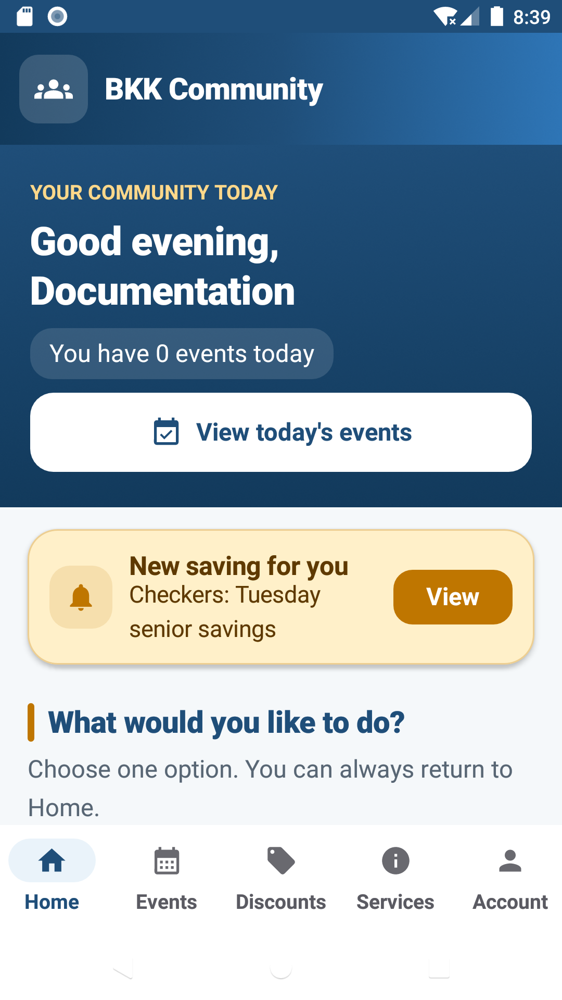 8:39
BKK Community
YOUR COMMUNITY TODAY
Good evening,
Documentation
You have 0 events today
View today's events
New saving for you
Checkers: Tuesday
senior savings
View
What would you like to do?
Choose one option. You can always return to
Home.
Home
Events
Discounts
Services
Account